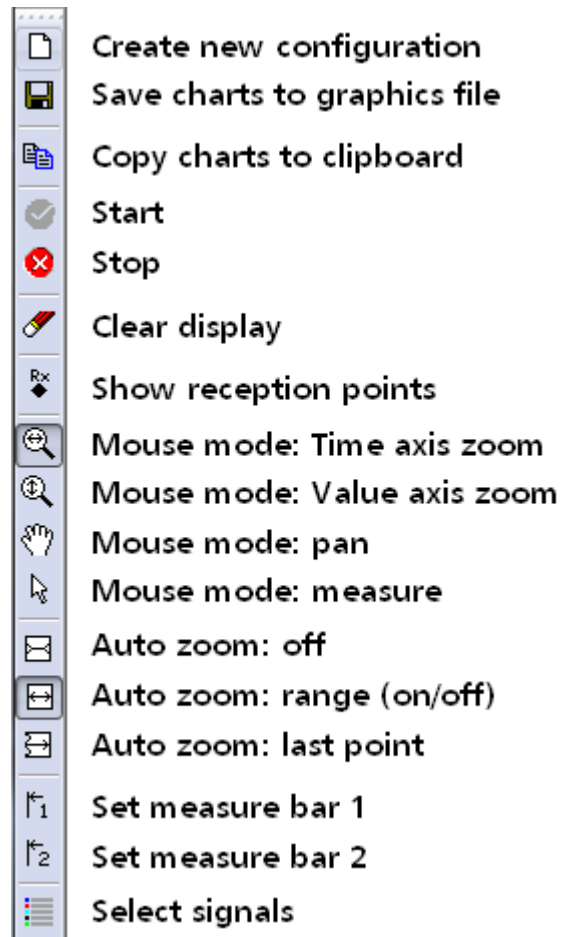 Create new configuration
Save charts to graphics file
Copy charts to clipboard
Start
Stop
Clear display
Rx
Show reception points
Mouse mode: Time axis zoom
Mouse mode: Value axis zoom
Mouse mode: pan
Mouse mode: measure
Auto zoom: off
Auto zoom: range (on/off)
Auto zoom: last point
1 Set measure bar 1
2 Set measure bar 2
Select signals